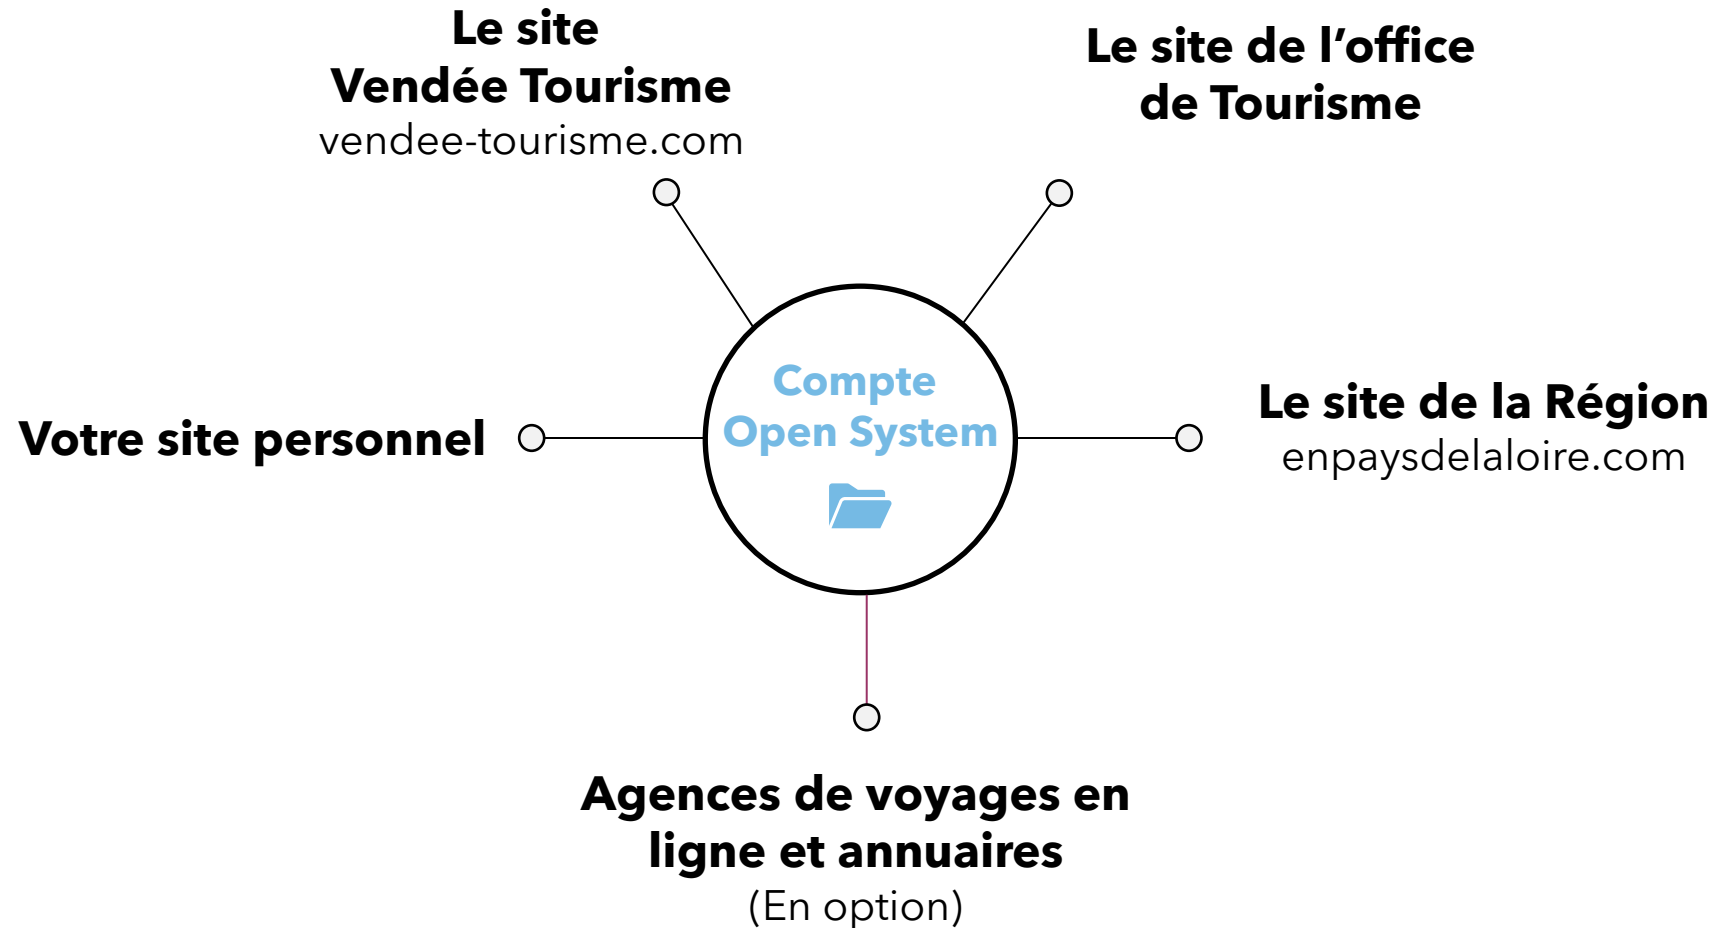 Le site
Vendée Tourisme
vendee-tourisme.com
Le site de l’office
de Tourisme
Compte
Open System
Votre site personnel
Le site de la Région
enpaysdelaloire.com
Agences de voyages en
ligne et annuaires
(En option)